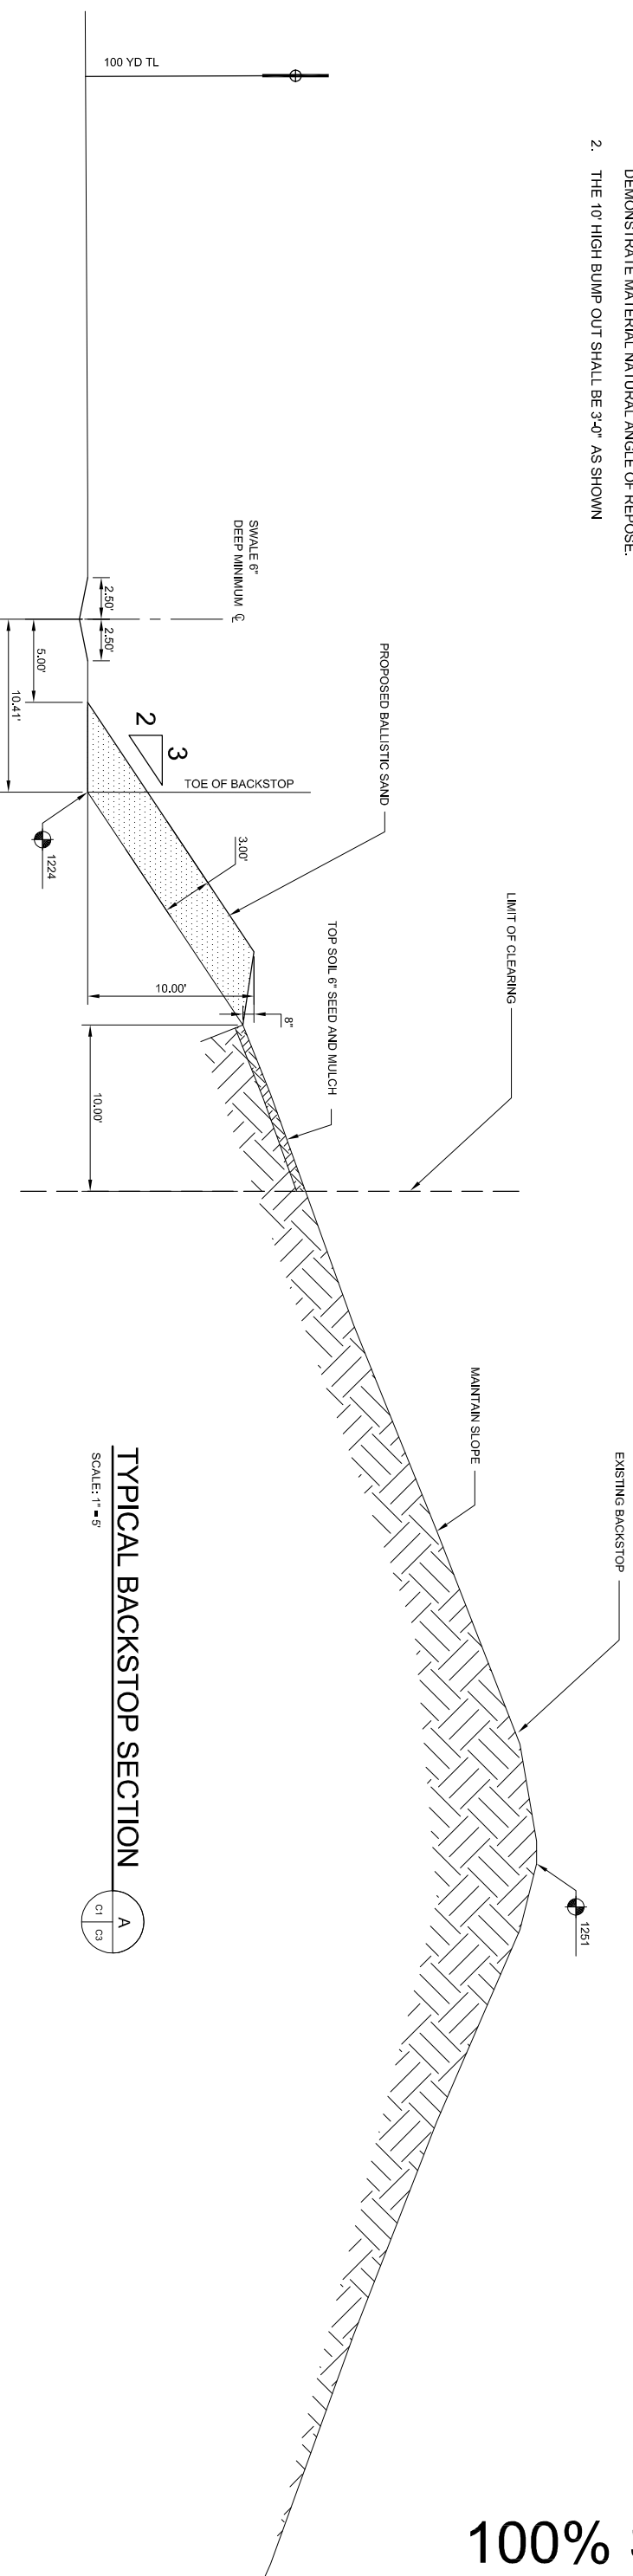 DEMONSTRATE MATERIAL NATURAL ANGLE OF REPOSE.
2. THE 10' HIGH BUMP OUT SHALL BE 3'-0" AS SHOWN
100 YD TL
SWALE 6"
DEEP MINIMUM ℄
2.50'
2.50'
5.00'
10.41'
PROPOSED BALLISTIC SAND
2
3
TOE OF BACKSTOP
1224
3.00'
10.00'
8"
TOP SOIL 6" SEED AND MULCH
LIMIT OF CLEARING
10.00'
MAINTAIN SLOPE
EXISTING BACKSTOP
1251
TYPICAL BACKSTOP SECTION
SCALE: 1" = 5'
A
C1
C3
100%